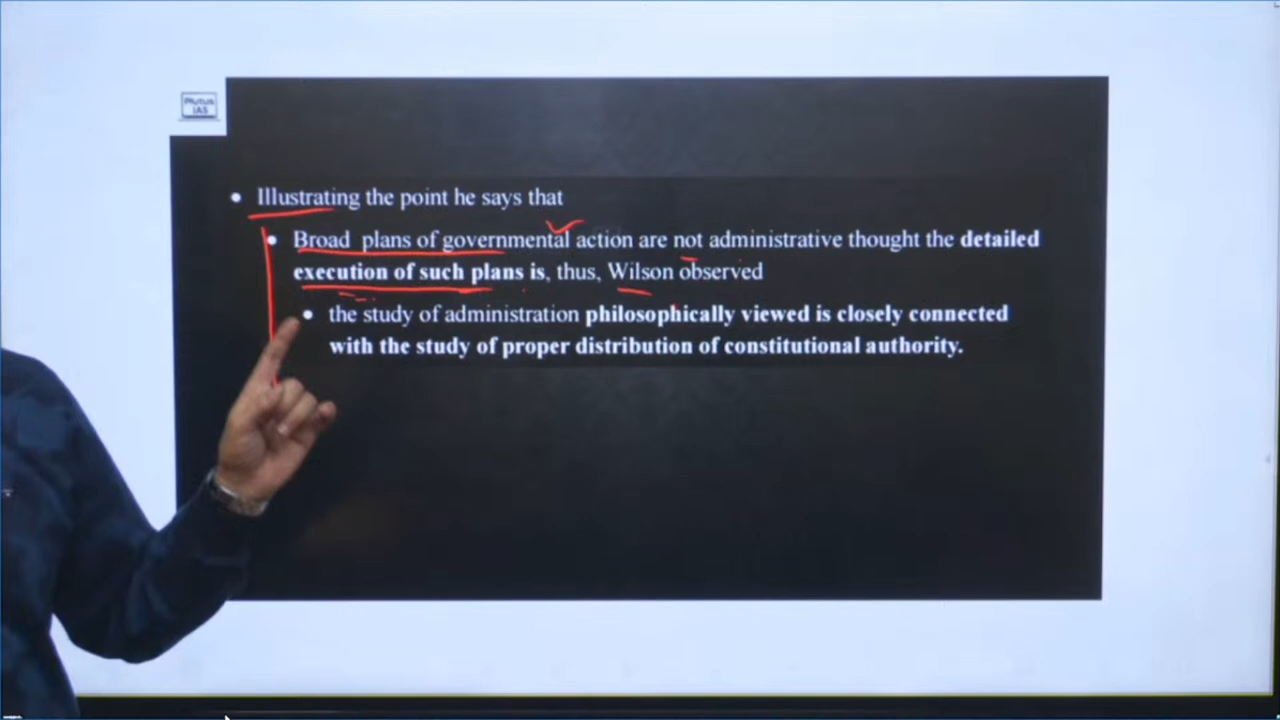 Plutus
IAS
Illustrating the point he says that
Broad plans of governmental action are not administrative thought the detailed
execution of such plans is, thus, Wilson observed
the study of administration philosophically viewed is closely connected
with the study of proper distribution of constitutional authority.